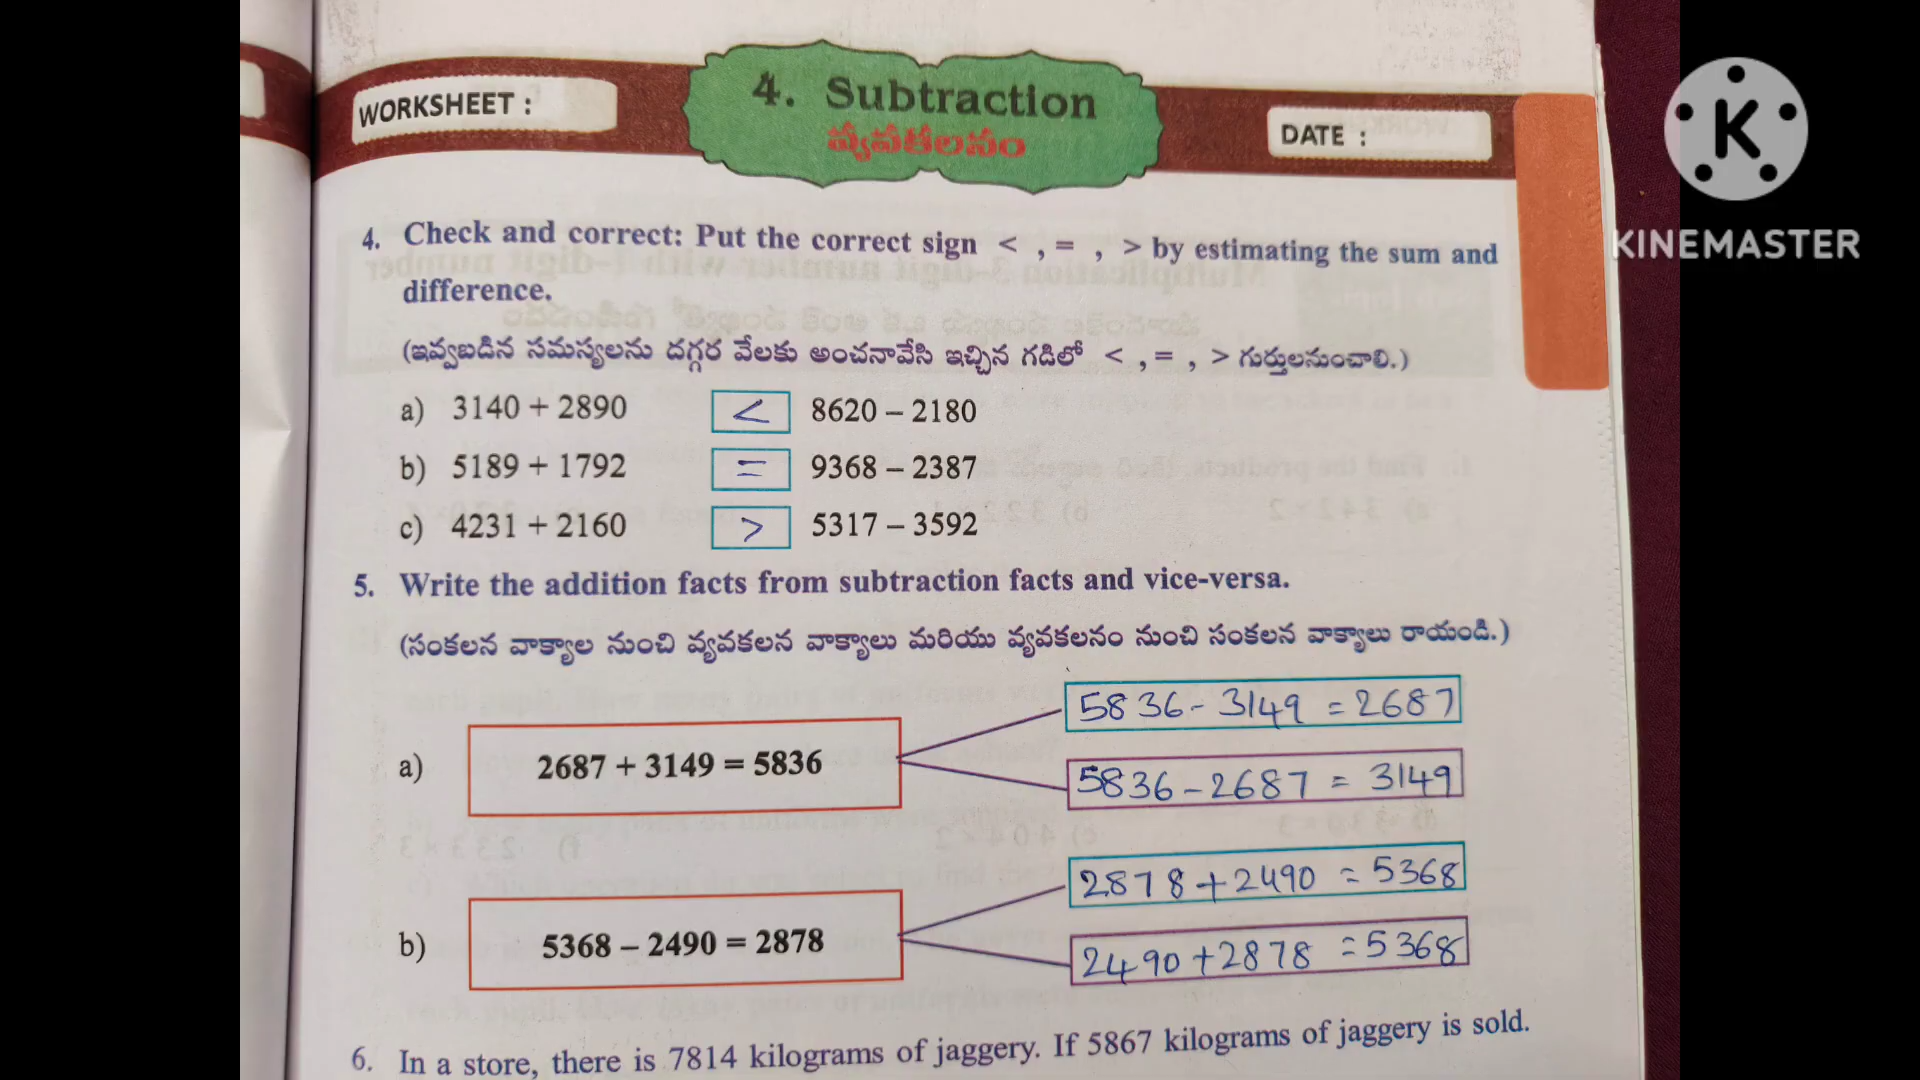 WORKSHEET :
4. Subtraction
వ్యవకలనం
DATE :
K
KINEMASTER
4. Check and correct: Put the correct sign < , = , > by estimating the sum and
difference.
(ఇవ్వబడిన సమస్యలను దగ్గర వేలకు అంచనావేసి ఇచ్చిన గడిలో < , = , > గుర్తులనుంచాలి.)
a) 3140 + 2890 < 8620 – 2180
b) 5189 + 1792 = 9368 – 2387
c) 4231 + 2160 > 5317 – 3592
5. Write the addition facts from subtraction facts and vice-versa.
(సంకలన వాక్యాల నుంచి వ్యవకలన వాక్యాలు మరియు వ్యవకలనం నుంచి సంకలన వాక్యాలు రాయండి.)
5836 - 3149 = 2687
a) 2687 + 3149 = 5836
5836 - 2687 = 3149
2878 + 2490 = 5368
b) 5368 – 2490 = 2878
2490 + 2878 = 5368
6. In a store, there is 7814 kilograms of jaggery. If 5867 kilograms of jaggery is sold.